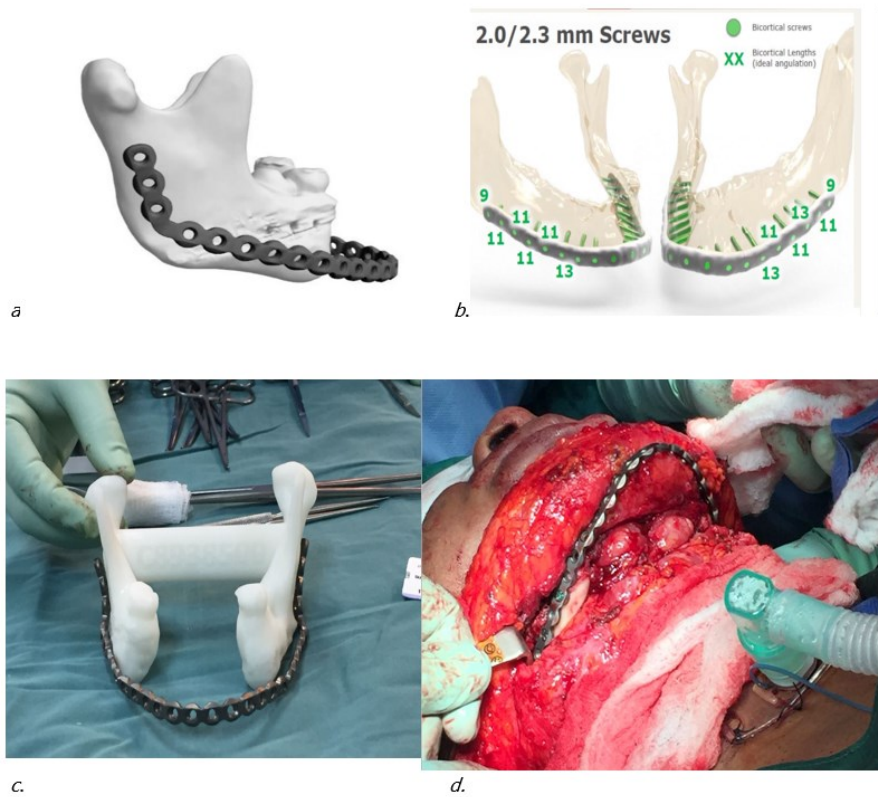 2.0/2.3 mm Screws
Bicortical screws
XX
Bicortical Lengths
(ideal angulation)
9
11
11
11
11
13
9
13
11
11
11
13
a
b.
c.
d.